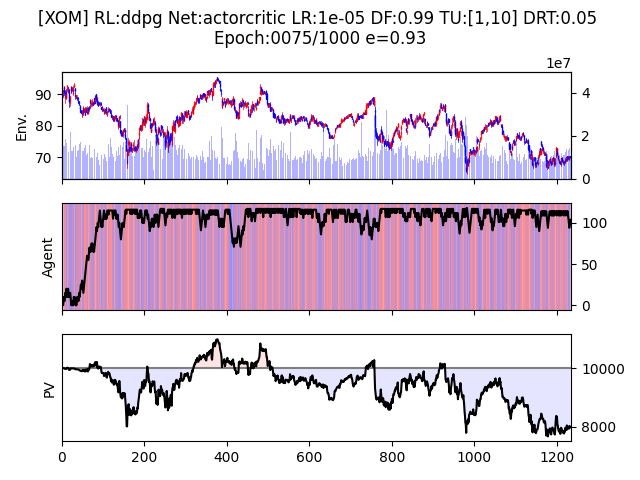 [XOM] RL:ddpg Net:actorcritic LR:1e-05 DF:0.99 TU:[1,10] DRT:0.05
Epoch:0075/1000 e=0.93
1e7
Env.
90
80
70
4
2
0
Agent
100
50
0
PV
10000
8000
0 200 400 600 800 1000 1200